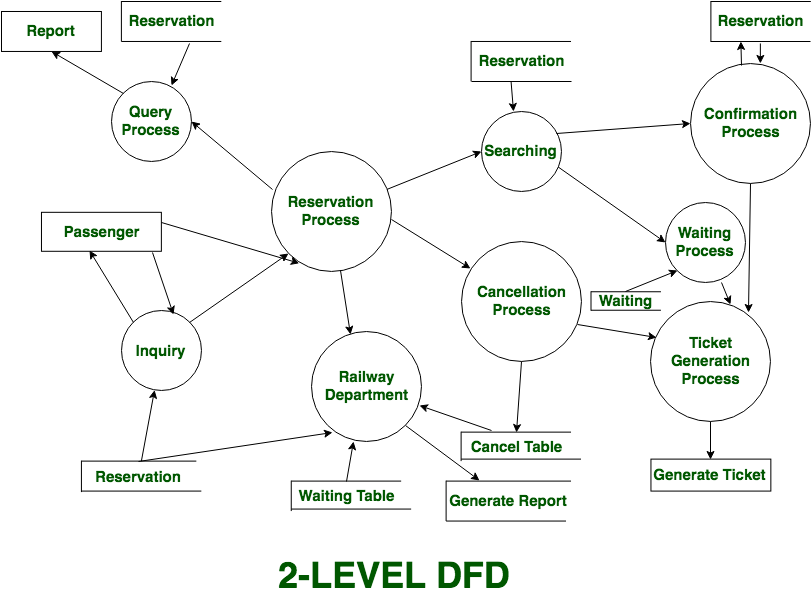 Report
Reservation
Reservation
Reservation
Query
Process
Confirmation
Process
Searching
Reservation
Process
Passenger
Waiting
Process
Waiting
Cancellation
Process
Inquiry
Ticket
Generation
Process
Railway
Department
Cancel Table
Reservation
Waiting Table
Generate Report
Generate Ticket
2-LEVEL DFD